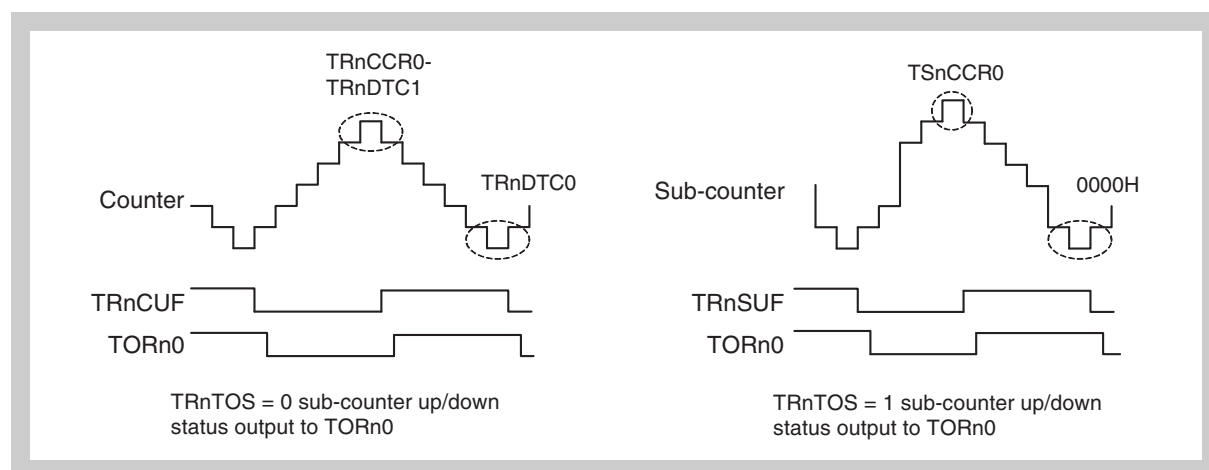 TRnCCR0-
TRnDTC1
Counter
TRnDTC0
TRnCUF
TORn0
TRnTOS = 0 sub-counter up/down
status output to TORn0
TSnCCR0
Sub-counter
0000H
TRnSUF
TORn0
TRnTOS = 1 sub-counter up/down
status output to TORn0